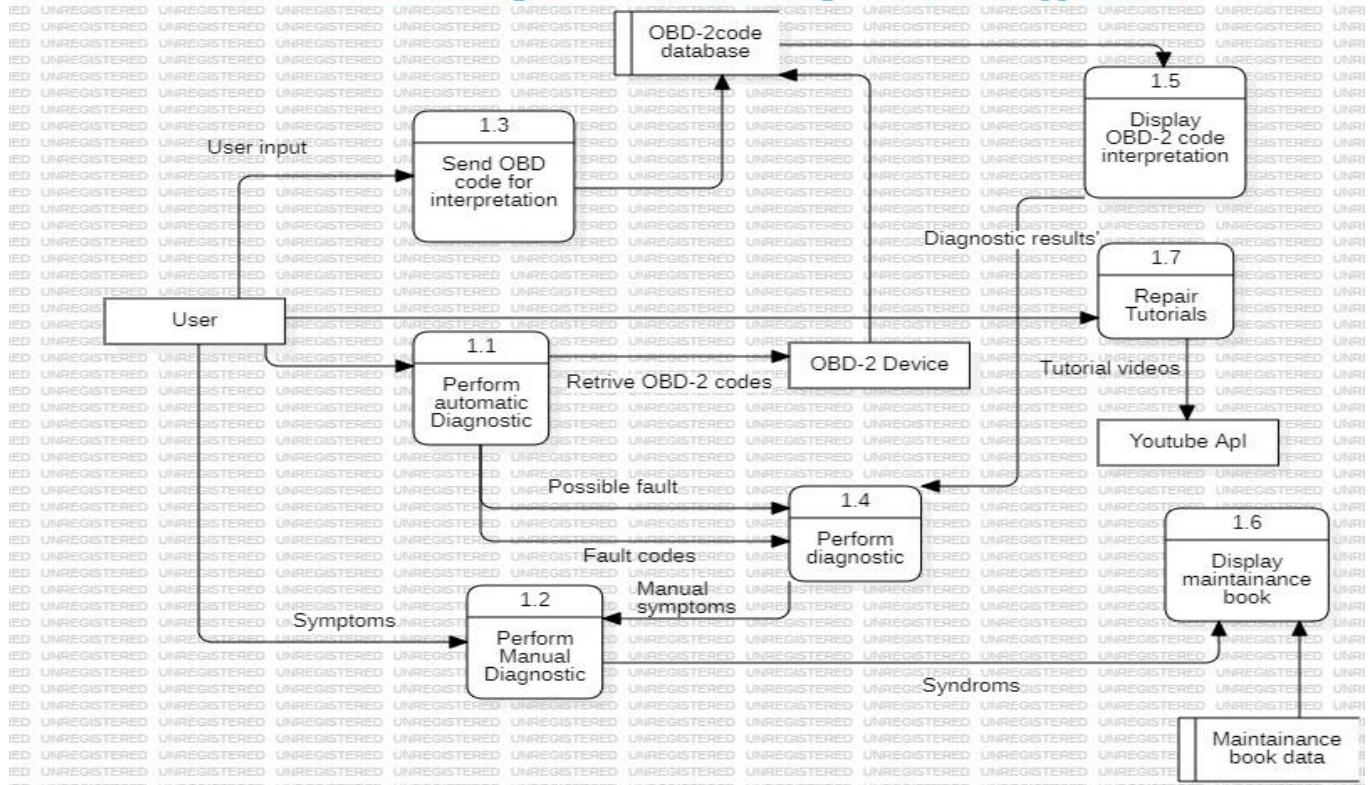 OBD-2code
database
1.5
Display
OBD-2 code
interpretation
1.3
Send OBD
code for
interpretation
User input
Diagnostic results'
1.7
Repair
Tutorials
User
1.1
Perform
automatic
Diagnostic
Retrive OBD-2 codes
OBD-2 Device
Tutorial videos
Youtube ApI
Possible fault
1.4
Perform
diagnostic
Fault codes
1.6
Display
maintainance
book
Manual
symptoms
1.2
Perform
Manual
Diagnostic
Symptoms
Syndroms
Maintainance
book data
UNREGISTERED